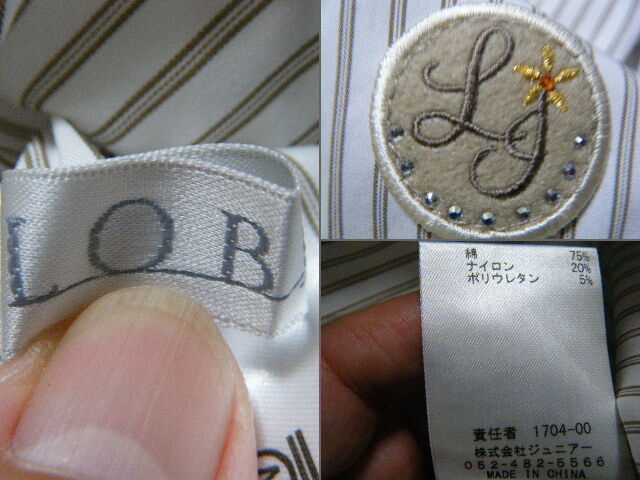 LOB
Lg
綿 75%
ナイロン 20%
ポリウレタン 5%
責任者 1704-00
株式会社ジュニアー
052-482-5566
MADE IN CHINA